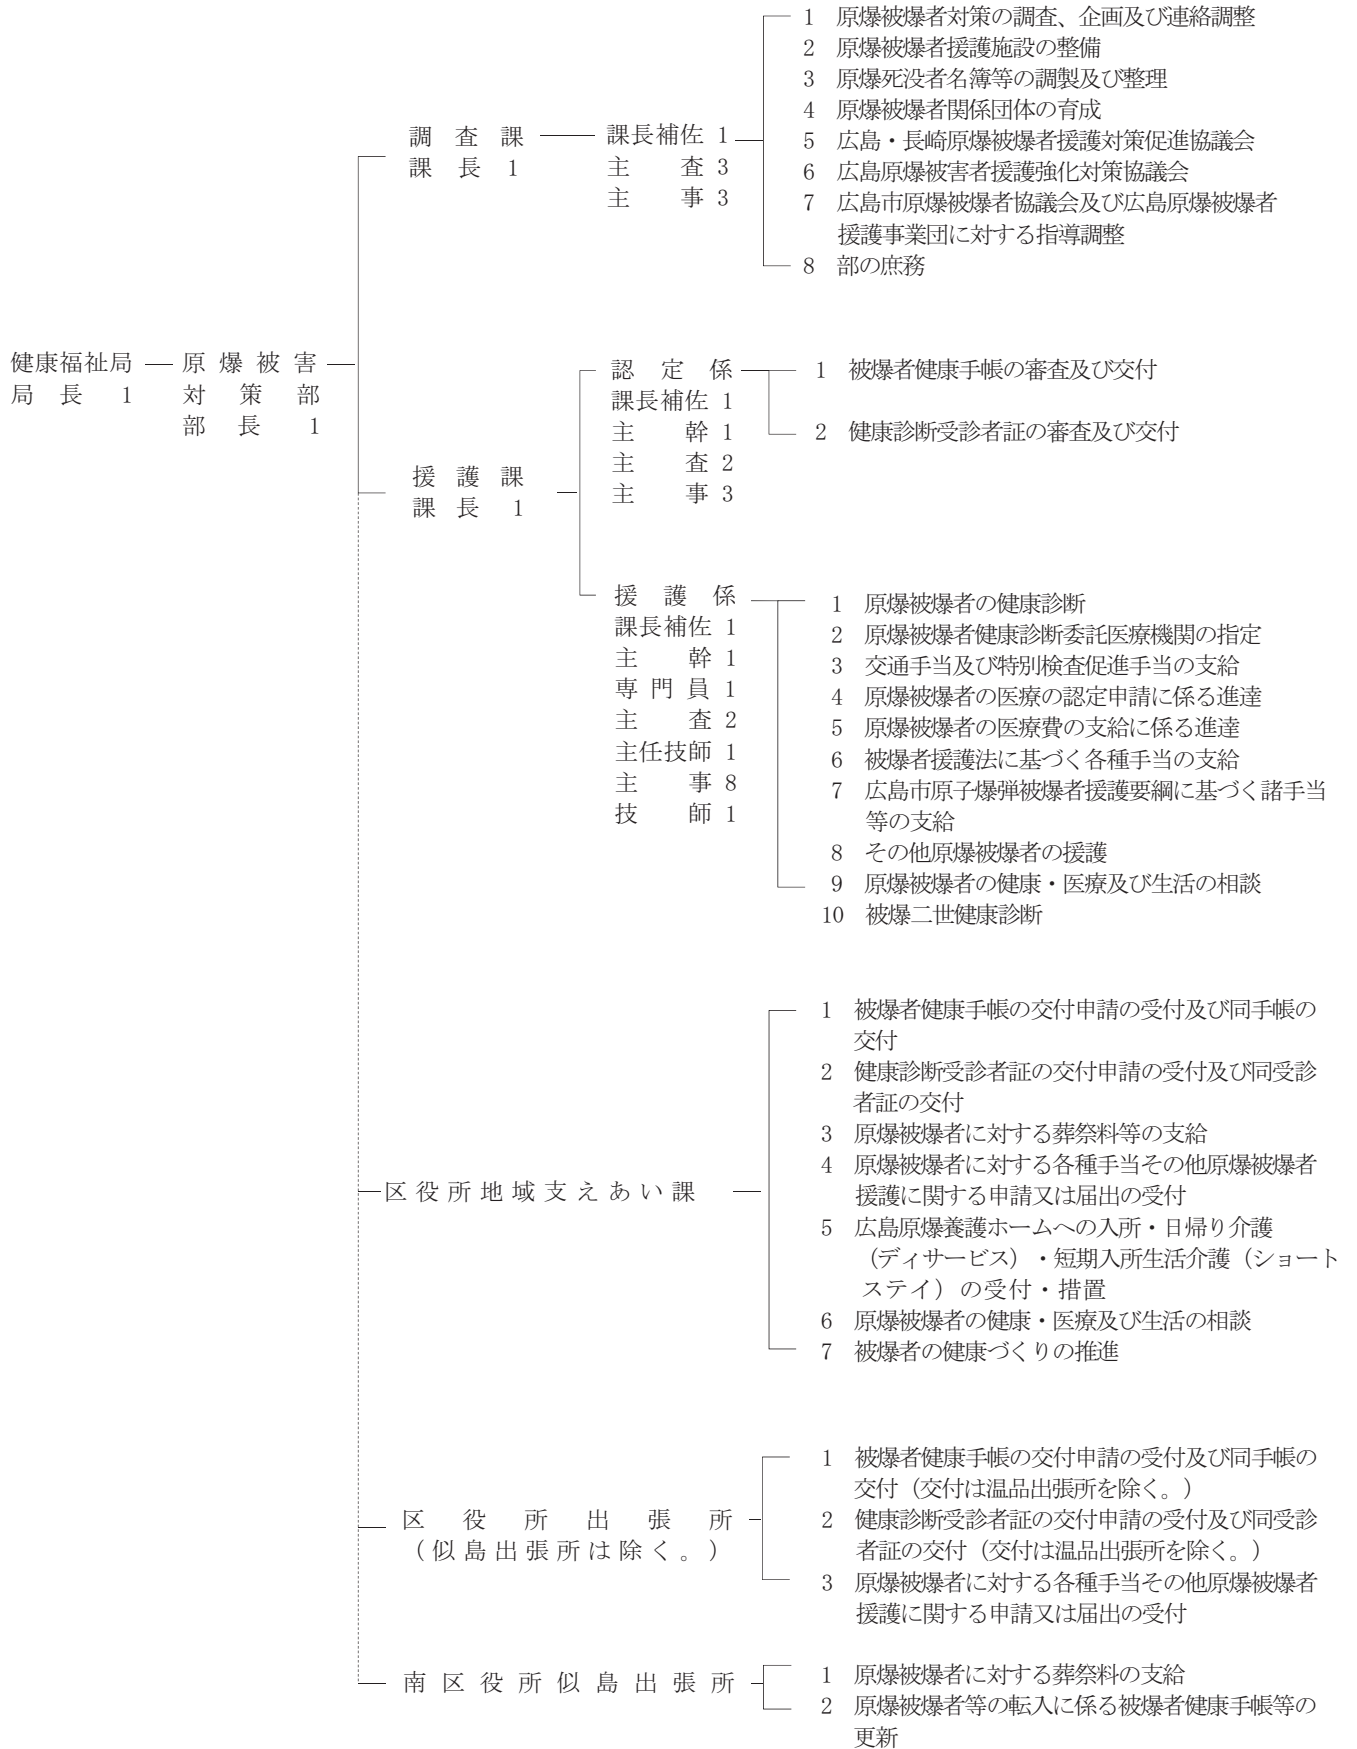 健康福祉局
局長 1
原爆被害
対策部
部長 1
調査課
課長 1
課長補佐 1
主査 3
主事 3
1 原爆被爆者対策の調査、企画及び連絡調整
2 原爆被爆者援護施設の整備
3 原爆死没者名簿等の調製及び整理
4 原爆被爆者関係団体の育成
5 広島・長崎原爆被爆者援護対策促進協議会
6 広島原爆被害者援護強化対策協議会
7 広島市原爆被爆者協議会及び広島原爆被爆者
援護事業団に対する指導調整
8 部の庶務
援護課
課長 1
認定係
課長補佐 1
主幹 1
主査 2
主事 3
1 被爆者健康手帳の審査及び交付
2 健康診断受診者証の審査及び交付
援護係
課長補佐 1
主幹 1
専門員 1
主査 2
主任技師 1
主事 8
技師 1
1 原爆被爆者の健康診断
2 原爆被爆者健康診断委託医療機関の指定
3 交通手当及び特別検査促進手当の支給
4 原爆被爆者の医療の認定申請に係る進達
5 原爆被爆者の医療費の支給に係る進達
6 被爆者援護法に基づく各種手当の支給
7 広島市原子爆弾被爆者援護要綱に基づく諸手当
等の支給
8 その他原爆被爆者の援護
9 原爆被爆者の健康・医療及び生活の相談
10 被爆二世健康診断
区役所地域支えあい課
1 被爆者健康手帳の交付申請の受付及び同手帳の
交付
2 健康診断受診者証の交付申請の受付及び同受診
者証の交付
3 原爆被爆者に対する葬祭料等の支給
4 原爆被爆者に対する各種手当その他原爆被爆者
援護に関する申請又は届出の受付
5 広島原爆養護ホームへの入所・日帰り介護
（ディサービス）・短期入所生活介護（ショート
ステイ）の受付・措置
6 原爆被爆者の健康・医療及び生活の相談
7 被爆者の健康づくりの推進
区役所出張所
（似島出張所は除く。）
1 被爆者健康手帳の交付申請の受付及び同手帳の
交付（交付は温品出張所を除く。）
2 健康診断受診者証の交付申請の受付及び同受診
者証の交付（交付は温品出張所を除く。）
3 原爆被爆者に対する各種手当その他原爆被爆者
援護に関する申請又は届出の受付
南区役所似島出張所
1 原爆被爆者に対する葬祭料の支給
2 原爆被爆者等の転入に係る被爆者健康手帳等の
更新